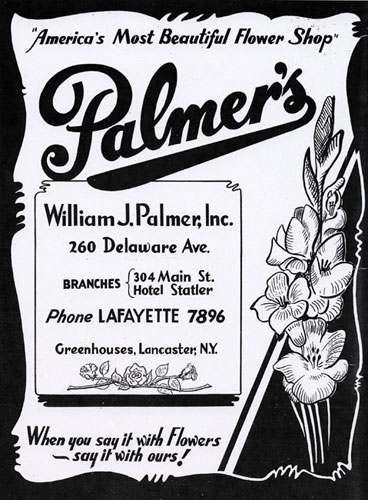 "America's Most Beautiful Flower Shop"
Palmer's
William J. Palmer, Inc.
260 Delaware Ave.
BRANCHES { 304 Main St.
Hotel Statler
Phone LAFAYETTE 7896
Greenhouses, Lancaster, N.Y.
When you say it with Flowers
— say it with ours!